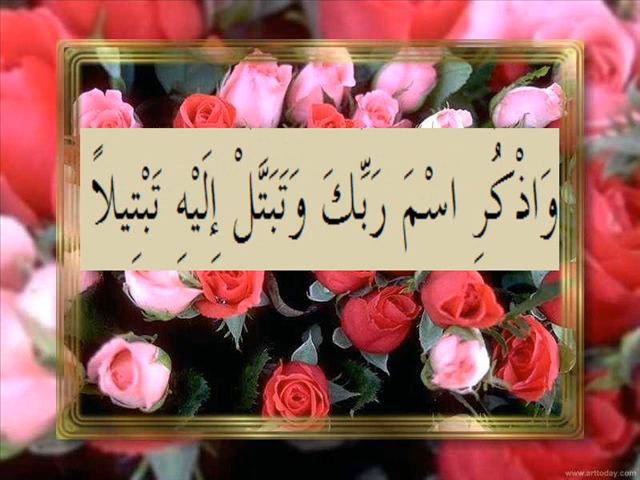 وَاذْكُرِ اسْمَ رَبِّكَ وَتَبَتَّلْ إِلَيْهِ تَبْتِيلاً
www.arttoday.com